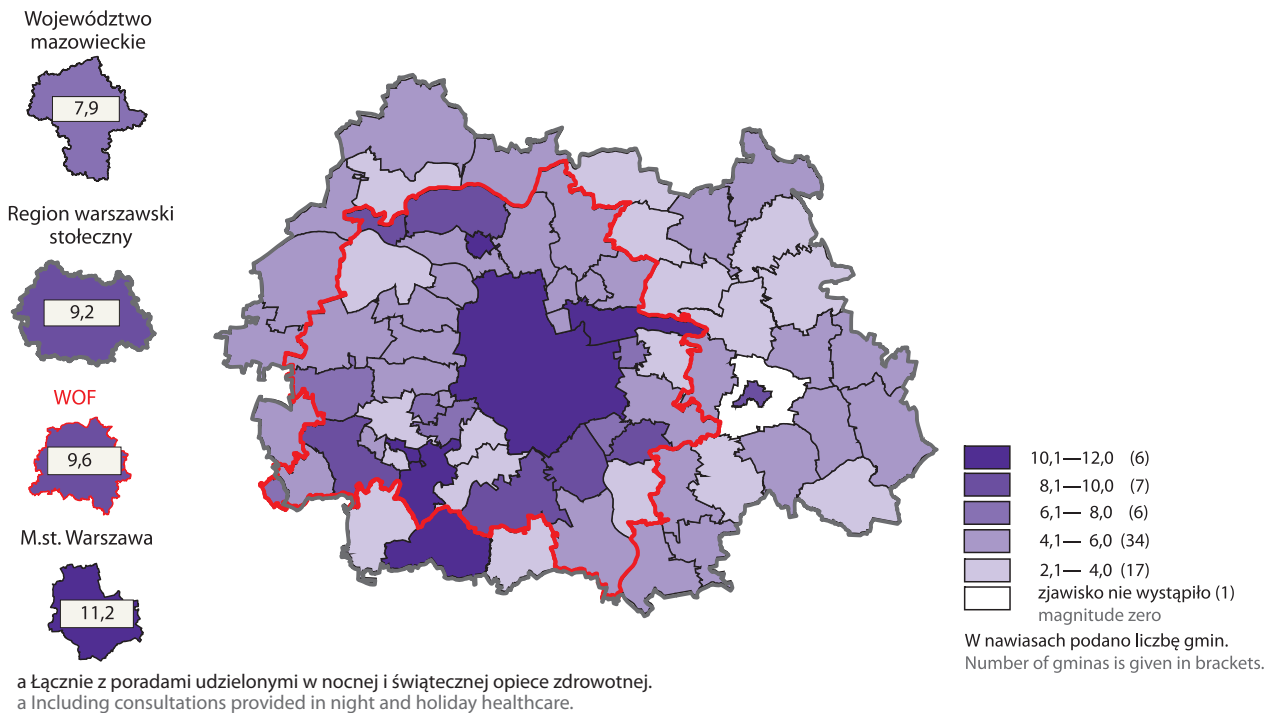 Województwo
mazowieckie
7,9
Region warszawski
stołeczny
9,2
WOF
9,6
M.st. Warszawa
11,2
10,1—12,0 (6)
8,1—10,0 (7)
6,1— 8,0 (6)
4,1— 6,0 (34)
2,1— 4,0 (17)
zjawisko nie wystąpiło (1)
magnitude zero
W nawiasach podano liczbę gmin.
Number of gminas is given in brackets.
a Łącznie z poradami udzielonymi w nocnej i świątecznej opiece zdrowotnej.
a Including consultations provided in night and holiday healthcare.